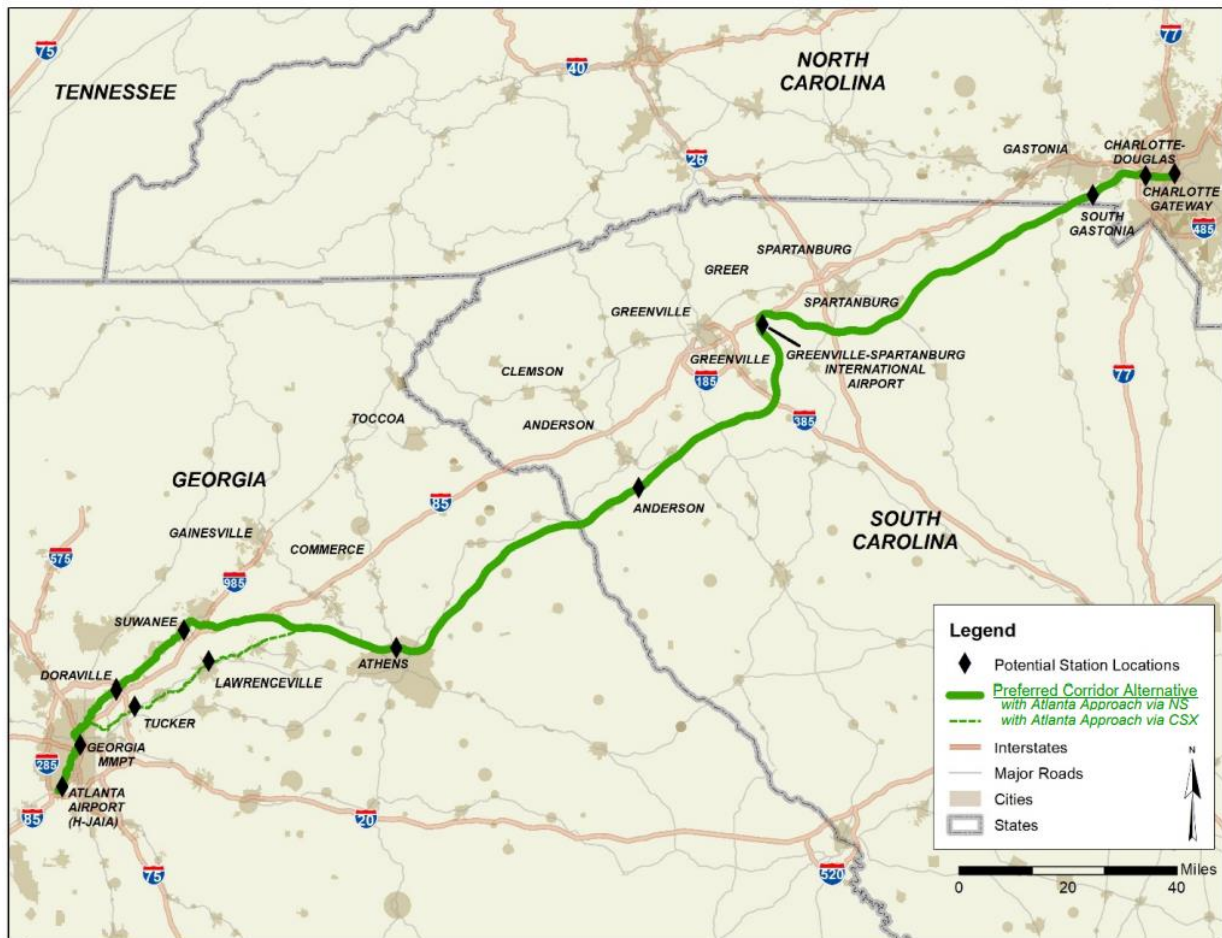 75
TENNESSEE
40
NORTH
CAROLINA
77
26
GASTONIA
CHARLOTTE-
DOUGLAS
CHARLOTTE
GATEWAY
SOUTH
GASTONIA
485
SPARTANBURG
GREER
GREENVILLE
SPARTANBURG
GREENVILLE
GREENVILLE-SPARTANBURG
INTERNATIONAL
AIRPORT
CLEMSON
185
77
TOCCOA
ANDERSON
385
GEORGIA
85
ANDERSON
SOUTH
CAROLINA
GAINESVILLE
COMMERCE
575
985
SUWANEE
ATHENS
DORAVILLE
LAWRENCEVILLE
TUCKER
GEORGIA
MMPT
285
ATLANTA
AIRPORT
(H-JAIA)
85
20
75
520
Legend
Potential Station Locations
Preferred Corridor Alternative
with Atlanta Approach via NS
with Atlanta Approach via CSX
Interstates
Major Roads
Cities
States
N
Miles
0 20 40